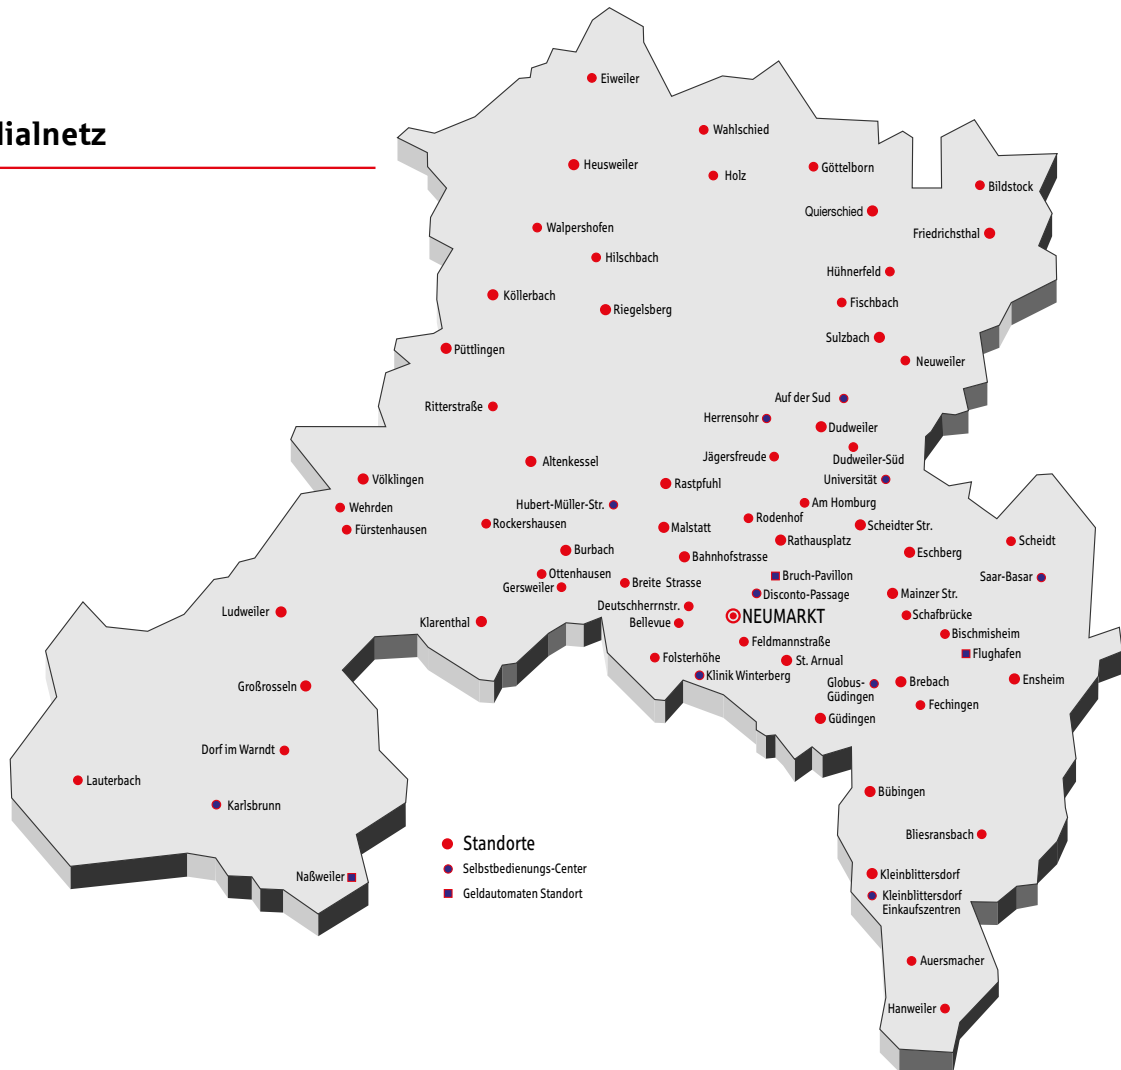 lialnetz
Eiweiler
Wahlschied
Heusweiler
Holz
Göttelborn
Bildstock
Quierschied
Walpershofen
Friedrichsthal
Hilschbach
Hühnerfeld
Köllerbach
Riegelsberg
Fischbach
Sulzbach
Püttlingen
Neuweiler
Auf der Sud
Ritterstraße
Herrensohr
Dudweiler
Jägersfreude
Dudweiler-Süd
Altenkessel
Völklingen
Rastpfuhl
Universität
Wehrden
Hubert-Müller-Str.
Am Homburg
Fürstenhausen
Rockershausen
Malstatt
Rodenhof
Scheidter Str.
Rathausplatz
Scheidt
Burbach
Bahnhofstrasse
Eschberg
Ottenhausen
Bruch-Pavillon
Saar-Basar
Gersweiler
Breite Strasse
Disconto-Passage
Mainzer Str.
Ludweiler
Deutschherrnstr.
NEUMARKT
Schafbrücke
Klarenthal
Bellevue
Bischmisheim
Feldmannstraße
Flughafen
Folsterhöhe
St. Arnual
Klinik Winterberg
Globus-
Güdingen
Brebach
Ensheim
Großrosseln
Fechingen
Güdingen
Dorf im Warndt
Lauterbach
Karlsbrunn
Bübingen
Bliesransbach
Standorte
Selbstbedienungs-Center
Geldautomaten Standort
Naßweiler
Kleinblittersdorf
Kleinblittersdorf
Einkaufszentren
Auersmacher
Hanweiler